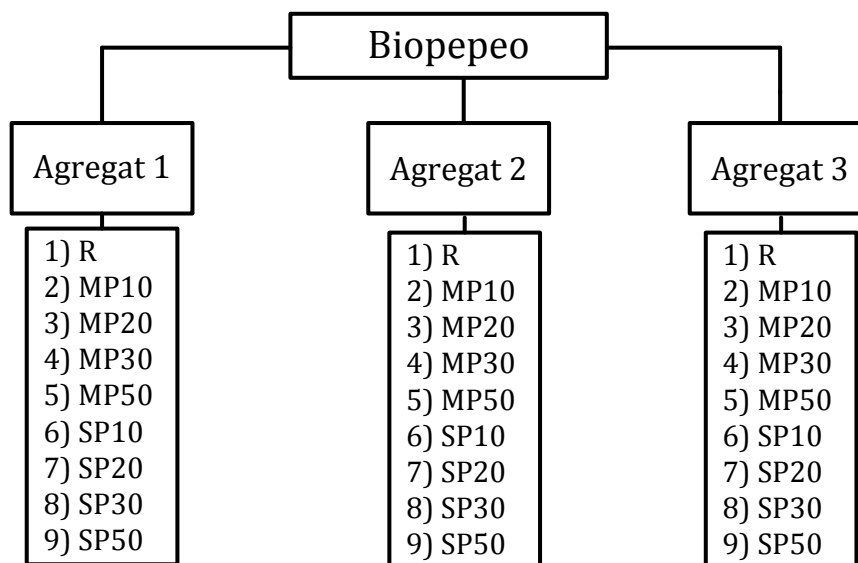 Biopepeo
Agregat 1
1) R
2) MP10
3) MP20
4) MP30
5) MP50
6) SP10
7) SP20
8) SP30
9) SP50
Agregat 2
1) R
2) MP10
3) MP20
4) MP30
5) MP50
6) SP10
7) SP20
8) SP30
9) SP50
Agregat 3
1) R
2) MP10
3) MP20
4) MP30
5) MP50
6) SP10
7) SP20
8) SP30
9) SP50